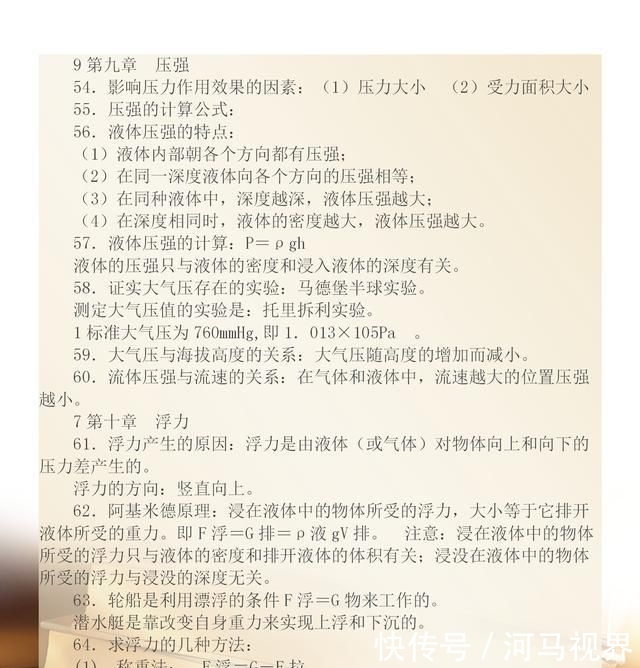 9 第九章 压强
54．影响压力作用效果的因素：（1）压力大小 （2）受力面积大小
55．压强的计算公式：
56．液体压强的特点：
（1）液体内部朝各个方向都有压强；
（2）在同一深度液体向各个方向的压强相等；
（3）在同种液体中，深度越深，液体压强越大；
（4）在深度相同时，液体的密度越大，液体压强越大。
57．液体压强的计算：P＝ρgh
液体的压强只与液体的密度和浸入液体的深度有关。
58．证实大气压存在的实验：马德堡半球实验。
测定大气压值的实验是：托里拆利实验。
1标准大气压为760mmHg,即1．013×105Pa 。
59．大气压与海拔高度的关系：大气压随高度的增加而减小。
60．流体压强与流速的关系：在气体和液体中，流速越大的位置压强
越小。
7 第十章 浮力
61．浮力产生的原因：浮力是由液体（或气体）对物体向上和向下的
压力差产生的。
浮力的方向：竖直向上。
62．阿基米德原理：浸在液体中的物体所受的浮力，大小等于它排开
液体所受的重力。即F浮＝G排＝ρ液gV排。 注意：浸在液体中的物体
所受的浮力只与液体的密度和排开液体的体积有关；浸没在液体中的物体
所受的浮力与浸没的深度无关。
63．轮船是利用漂浮的条件F浮＝G物来工作的。
潜水艇是靠改变自身重力来实现上浮和下沉的。
64．求浮力的几种方法：
(1) 称重法： F浮＝G－F拉
快传号／河马视界